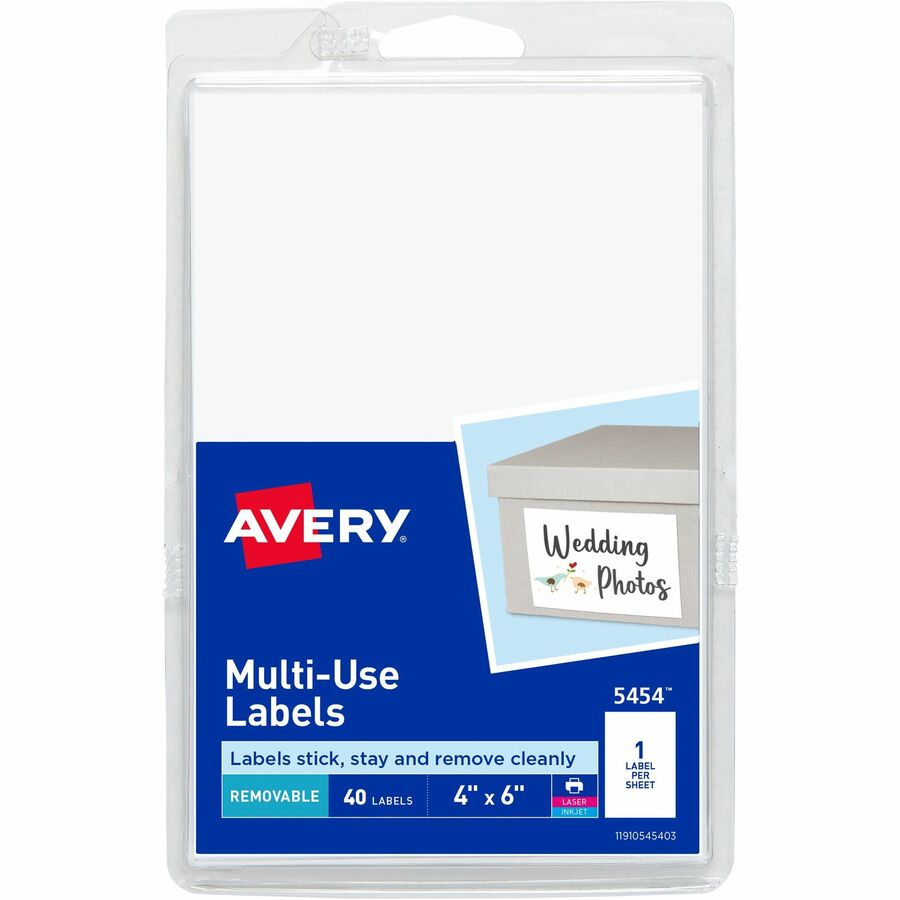 Wedding
Photos
AVERY®
Multi-Use
Labels
Labels stick, stay and remove cleanly
REMOVABLE
40 LABELS
4" x 6"
LASER
INKJET
5454™
1
LABEL
PER
SHEET
11910545403